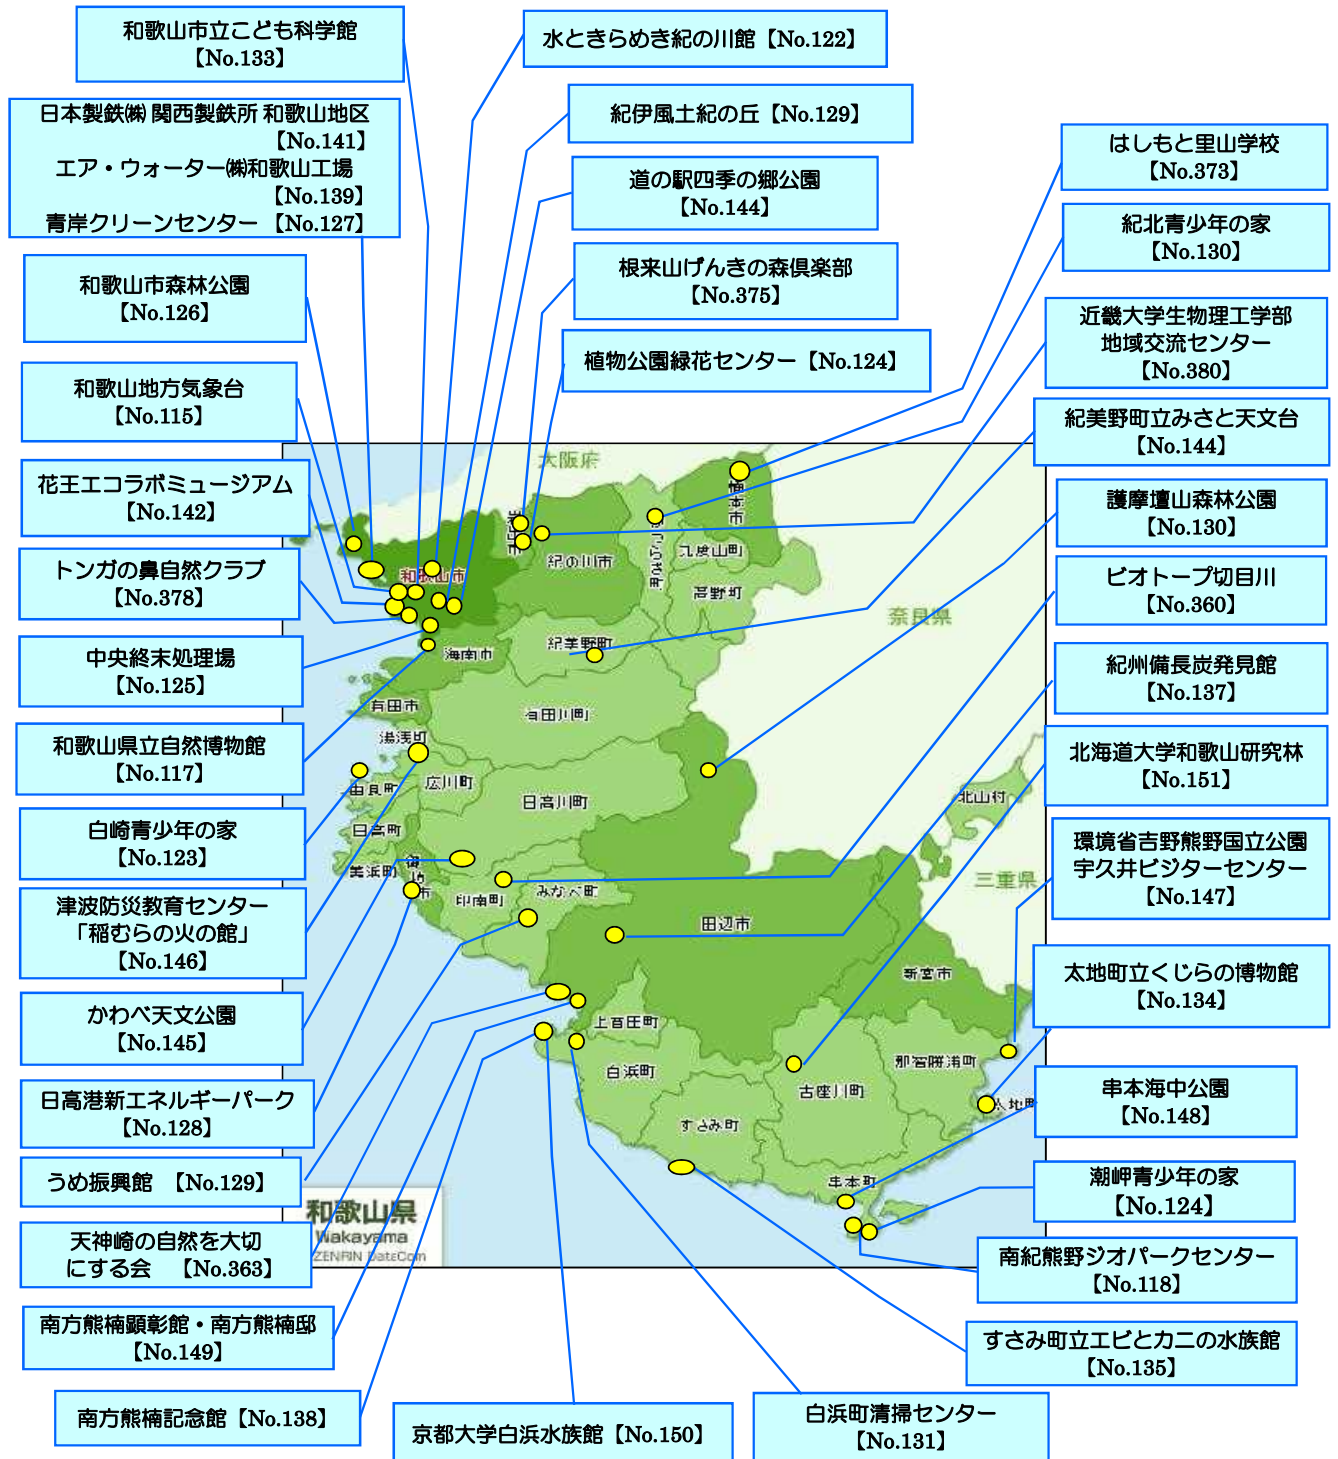 和歌山市立こども科学館
【No.133】
水ときらめき紀の川館【No.122】
日本製鉄㈱ 関西製鉄所 和歌山地区
【No.141】
エア・ウォーター㈱和歌山工場
【No.139】
青岸クリーンセンター 【No.127】
紀伊風土紀の丘【No.129】
はしもと里山学校
【No.373】
道の駅四季の郷公園
【No.144】
紀北青少年の家
【No.130】
和歌山市森林公園
【No.126】
根来山げんきの森倶楽部
【No.375】
近畿大学生物理工学部
地域交流センター
【No.380】
植物公園緑花センター【No.124】
和歌山地方気象台
【No.115】
紀美野町立みさと天文台
【No.144】
花王エコラボミュージアム
【No.142】
護摩壇山森林公園
【No.130】
トンガの鼻自然クラブ
【No.378】
ビオトープ切目川
【No.360】
中央終末処理場
【No.125】
紀州備長炭発見館
【No.137】
和歌山県立自然博物館
【No.117】
北海道大学和歌山研究林
【No.151】
白崎青少年の家
【No.123】
環境省吉野熊野国立公園
宇久井ビジターセンター
【No.147】
津波防災教育センター
「稲むらの火の館」
【No.146】
太地町立くじらの博物館
【No.134】
かわべ天文公園
【No.145】
日高港新エネルギーパーク
【No.128】
串本海中公園
【No.148】
うめ振興館 【No.129】
潮岬青少年の家
【No.124】
天神崎の自然を大切
にする会 【No.363】
南紀熊野ジオパークセンター
【No.118】
南方熊楠顕彰館・南方熊楠邸
【No.149】
すさみ町立エビとカニの水族館
【No.135】
南方熊楠記念館【No.138】
京都大学白浜水族館【No.150】
白浜町清掃センター
【No.131】
大阪府
橋本市
紀の川市
九度山町
高野町
和歌山市
奈良県
紀美野町
海南市
有田市
有田川町
湯浅町
広川町
由良町
日高川町
北山村
日高町
美浜町
御坊市
印南町
みなべ町
三重県
田辺市
新宮市
上富田町
白浜町
那智勝浦町
古座川町
太地町
すさみ町
串本町
和歌山県
Wakayama
ZENRIN DataCom